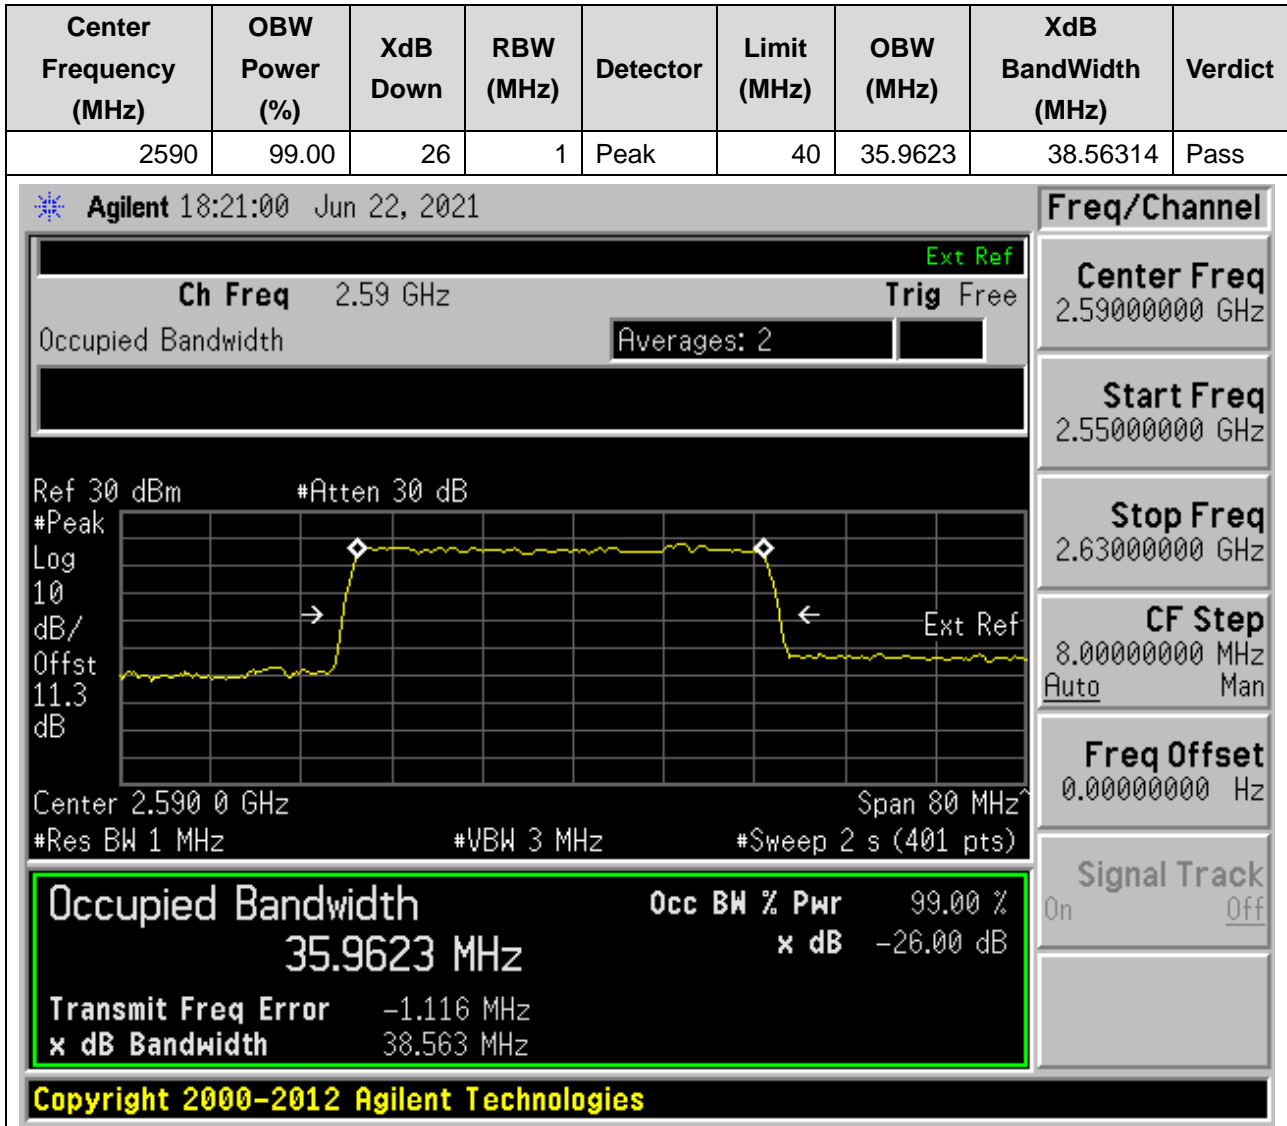 Center Frequency (MHz) OBW Power (%) XdB Down RBW (MHz) Detector Limit (MHz) OBW (MHz) XdB BandWidth (MHz) Verdict
2590 99.00 26 1 Peak 40 35.9623 38.56314 Pass
Agilent 18:21:00 Jun 22, 2021
Ext Ref
Ch Freq 2.59 GHz Trig Free
Occupied Bandwidth Averages: 2
Ref 30 dBm #Atten 30 dB
#Peak
Log
10
dB/
Offst
11.3
dB
Ext Ref
Center 2.590 0 GHz Span 80 MHz^
#Res BW 1 MHz #VBW 3 MHz #Sweep 2 s (401 pts)
Occupied Bandwidth
35.9623 MHz
Occ BW % Pwr 99.00 %
x dB -26.00 dB
Transmit Freq Error -1.116 MHz
x dB Bandwidth 38.563 MHz
Copyright 2000-2012 Agilent Technologies
Freq/Channel
Center Freq
2.59000000 GHz
Start Freq
2.55000000 GHz
Stop Freq
2.63000000 GHz
CF Step
8.00000000 MHz
Auto Man
Freq Offset
0.00000000 Hz
Signal Track
On Off